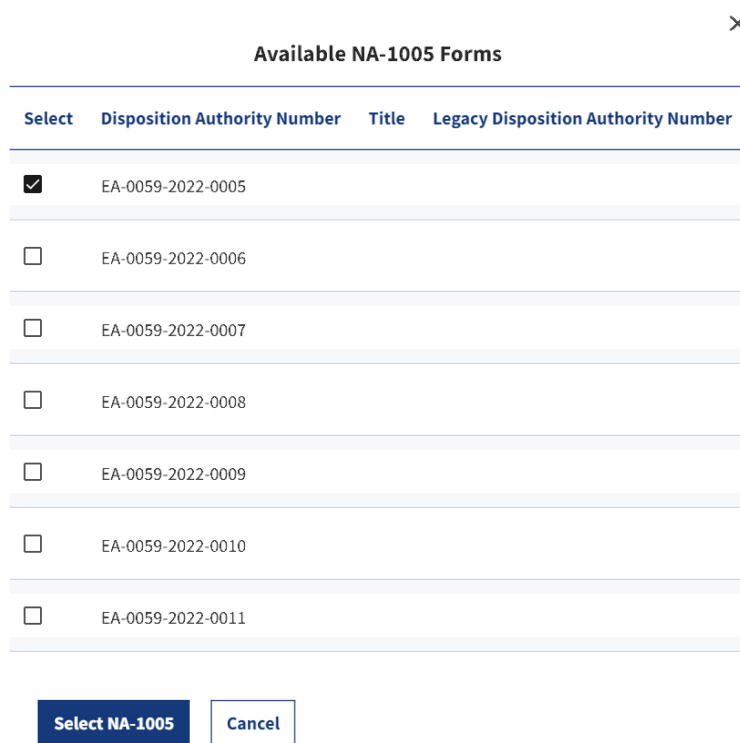 Available NA-1005 Forms
Select Disposition Authority Number Title Legacy Disposition Authority Number
EA-0059-2022-0005
EA-0059-2022-0006
EA-0059-2022-0007
EA-0059-2022-0008
EA-0059-2022-0009
EA-0059-2022-0010
EA-0059-2022-0011
Select NA-1005 Cancel